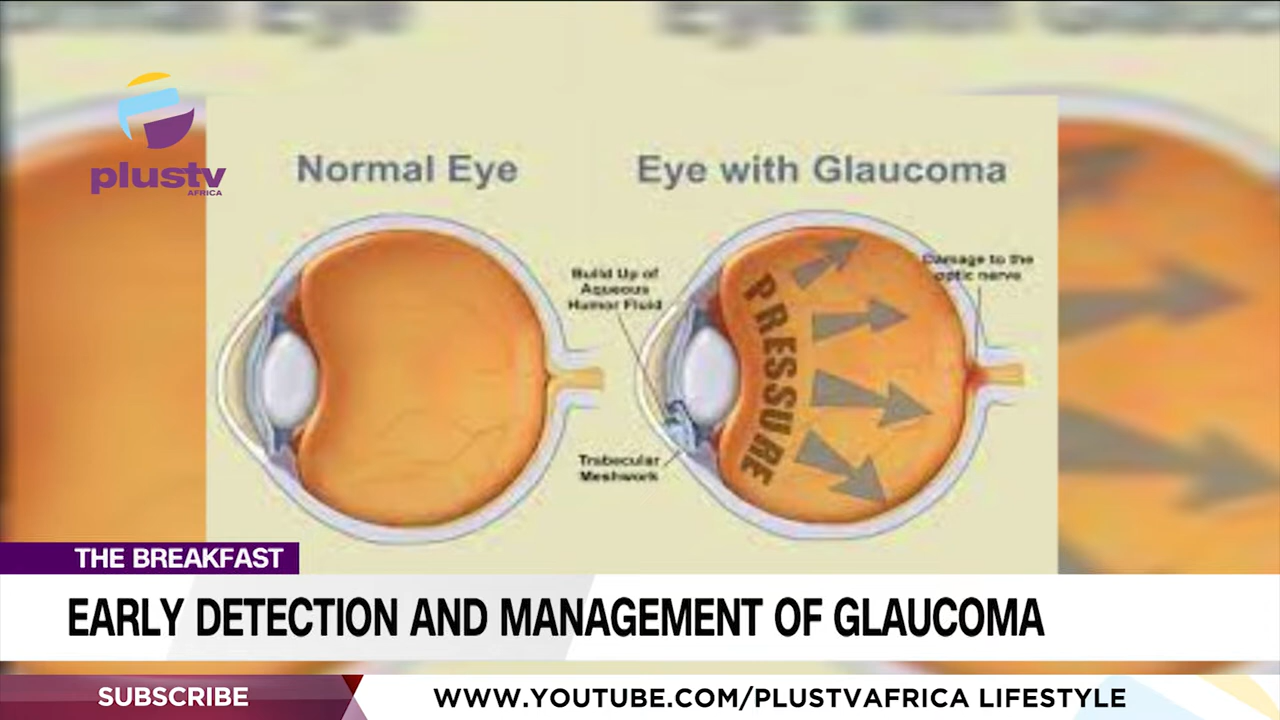 plustv
AFRICA
Normal Eye
Eye with Glaucoma
Build Up of
Aqueous
Humor Fluid
Damage to the
optic nerve
PRESSURE
Trabecular
Meshwork
THE BREAKFAST
EARLY DETECTION AND MANAGEMENT OF GLAUCOMA
SUBSCRIBE
WWW.YOUTUBE.COM/PLUSTVAFRICA LIFESTYLE